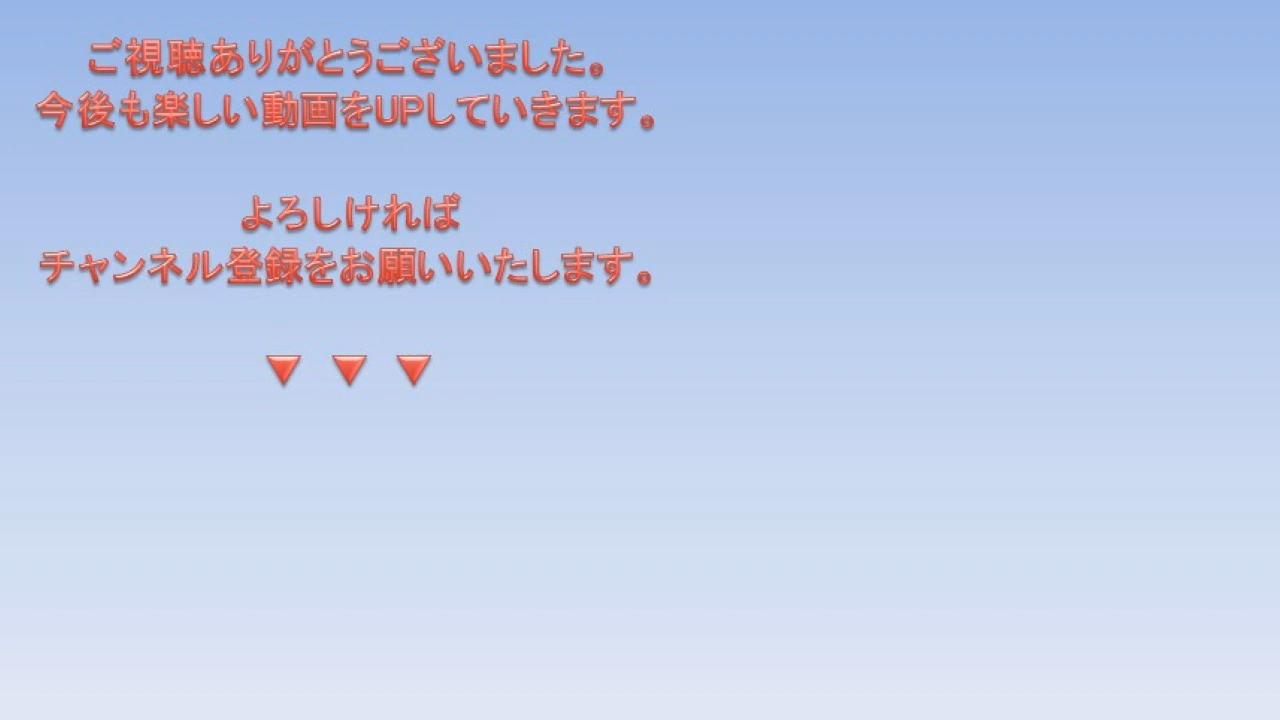 ご視聴ありがとうございました。
今後も楽しい動画をUPしていきます。
よろしければ
チャンネル登録をお願いいたします。
▼ ▼ ▼